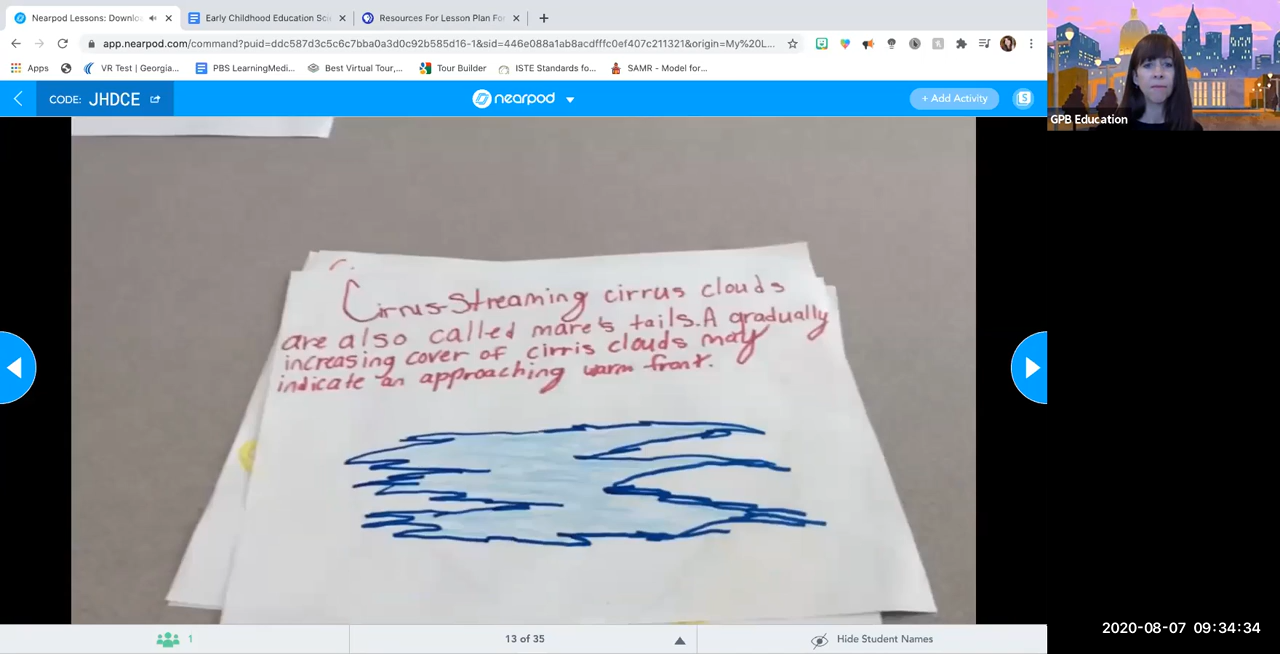 Nearpod Lessons: Downlo
Early Childhood Education Sci
Resources For Lesson Plan For
app.nearpod.com/command?puid=ddc587d3c5c6c7bba0a3d0c92b585d16-1&sid=446e088a1ab8acdfffc0ef407c211321&origin=My%20L...
Apps
VR Test | Georgia...
PBS LearningMedi...
Best Virtual Tour,...
Tour Builder
ISTE Standards fo...
SAMR - Model for...
CODE: JHDCE
nearpod
+ Add Activity
S
GPB Education
Cirrus-Streaming cirrus clouds
are also called mare's tails. A gradually
increasing cover of cirris clouds may
indicate an approaching warm front.
1
13 of 35
Hide Student Names
2020-08-07 09:34:34